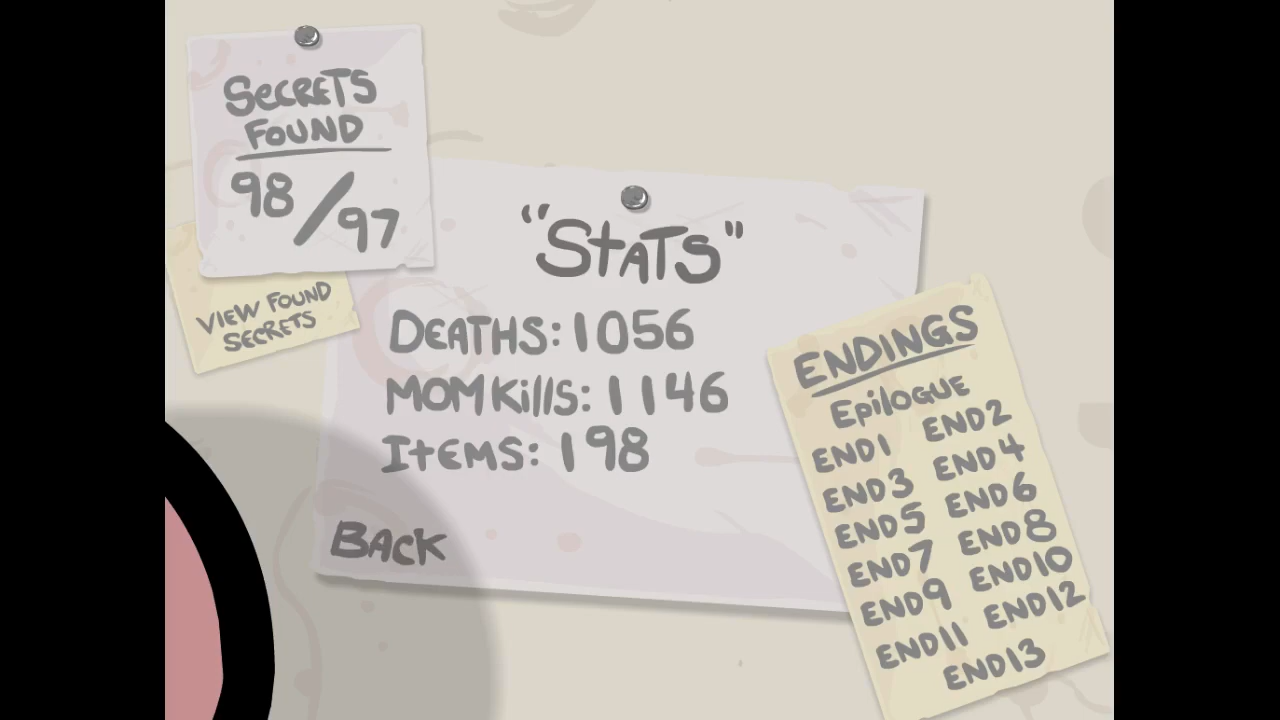 SECRETS
FOUND
98/97
VIEW FOUND
SECRETS
"STATS"
DEATHS: 1056
MOM Kills: 1146
ITEMS: 198
BACK
ENDINGS
EpilOGUE
END1 END2
END3 END4
END5 END6
END7 END8
END9 END10
END11 END12
END13